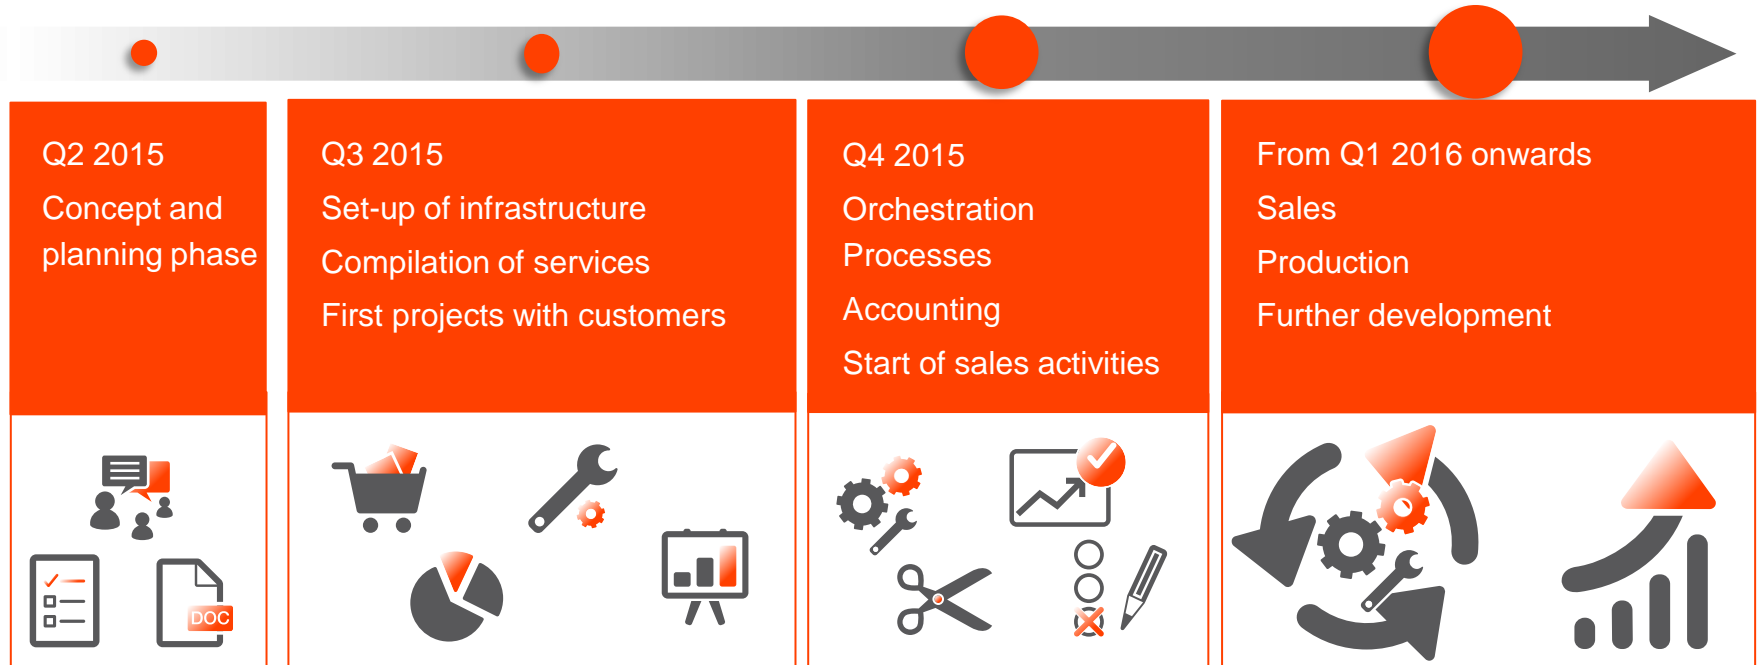 Q2 2015
Concept and
planning phase
Q3 2015
Set-up of infrastructure
Compilation of services
First projects with customers
Q4 2015
Orchestration
Processes
Accounting
Start of sales activities
From Q1 2016 onwards
Sales
Production
Further development
DOC